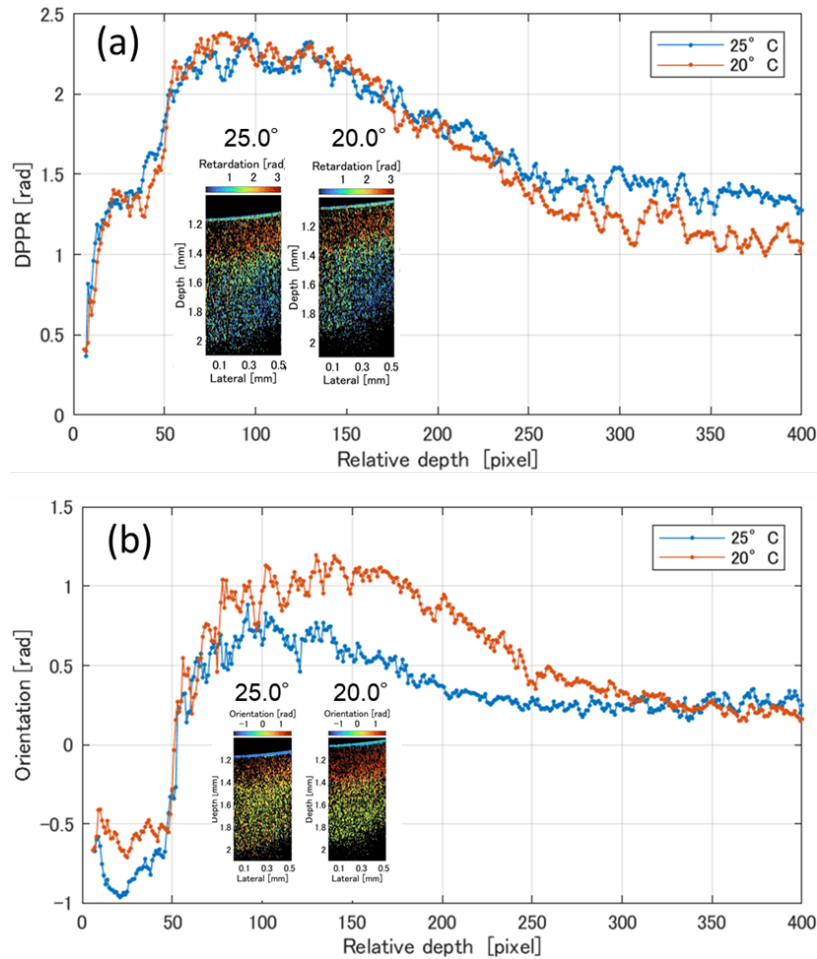 (a)
25° C
20° C
2.5
2
1.5
1
0.5
0
DPPR [rad]
25.0° 20.0°
Retardation [rad] Retardation [rad]
1 2 3 1 2 3
1.2 1.2
1.4 1.4
1.6 1.6
1.8 1.8
2 2
Depth [mm] Depth [mm]
0.1 0.3 0.5 0.1 0.3 0.5
Lateral [mm] Lateral [mm]
0 50 100 150 200 250 300 350 400
Relative depth [pixel]
(b)
25° C
20° C
1.5
1
0.5
0
−0.5
−1
Orientation [rad]
25.0° 20.0°
Orientation [rad] Orientation [rad]
−1 0 1 −1 0 1
1.2 1.2
1.4 1.4
1.6 1.6
1.8 1.8
2 2
Depth [mm] Depth [mm]
0.1 0.3 0.5 0.1 0.3 0.5
Lateral [mm] Lateral [mm]
0 50 100 150 200 250 300 350 400
Relative depth [pixel]